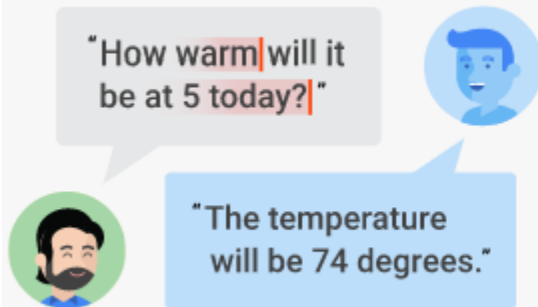 “How warm will it
be at 5 today?”
“The temperature
will be 74 degrees.”